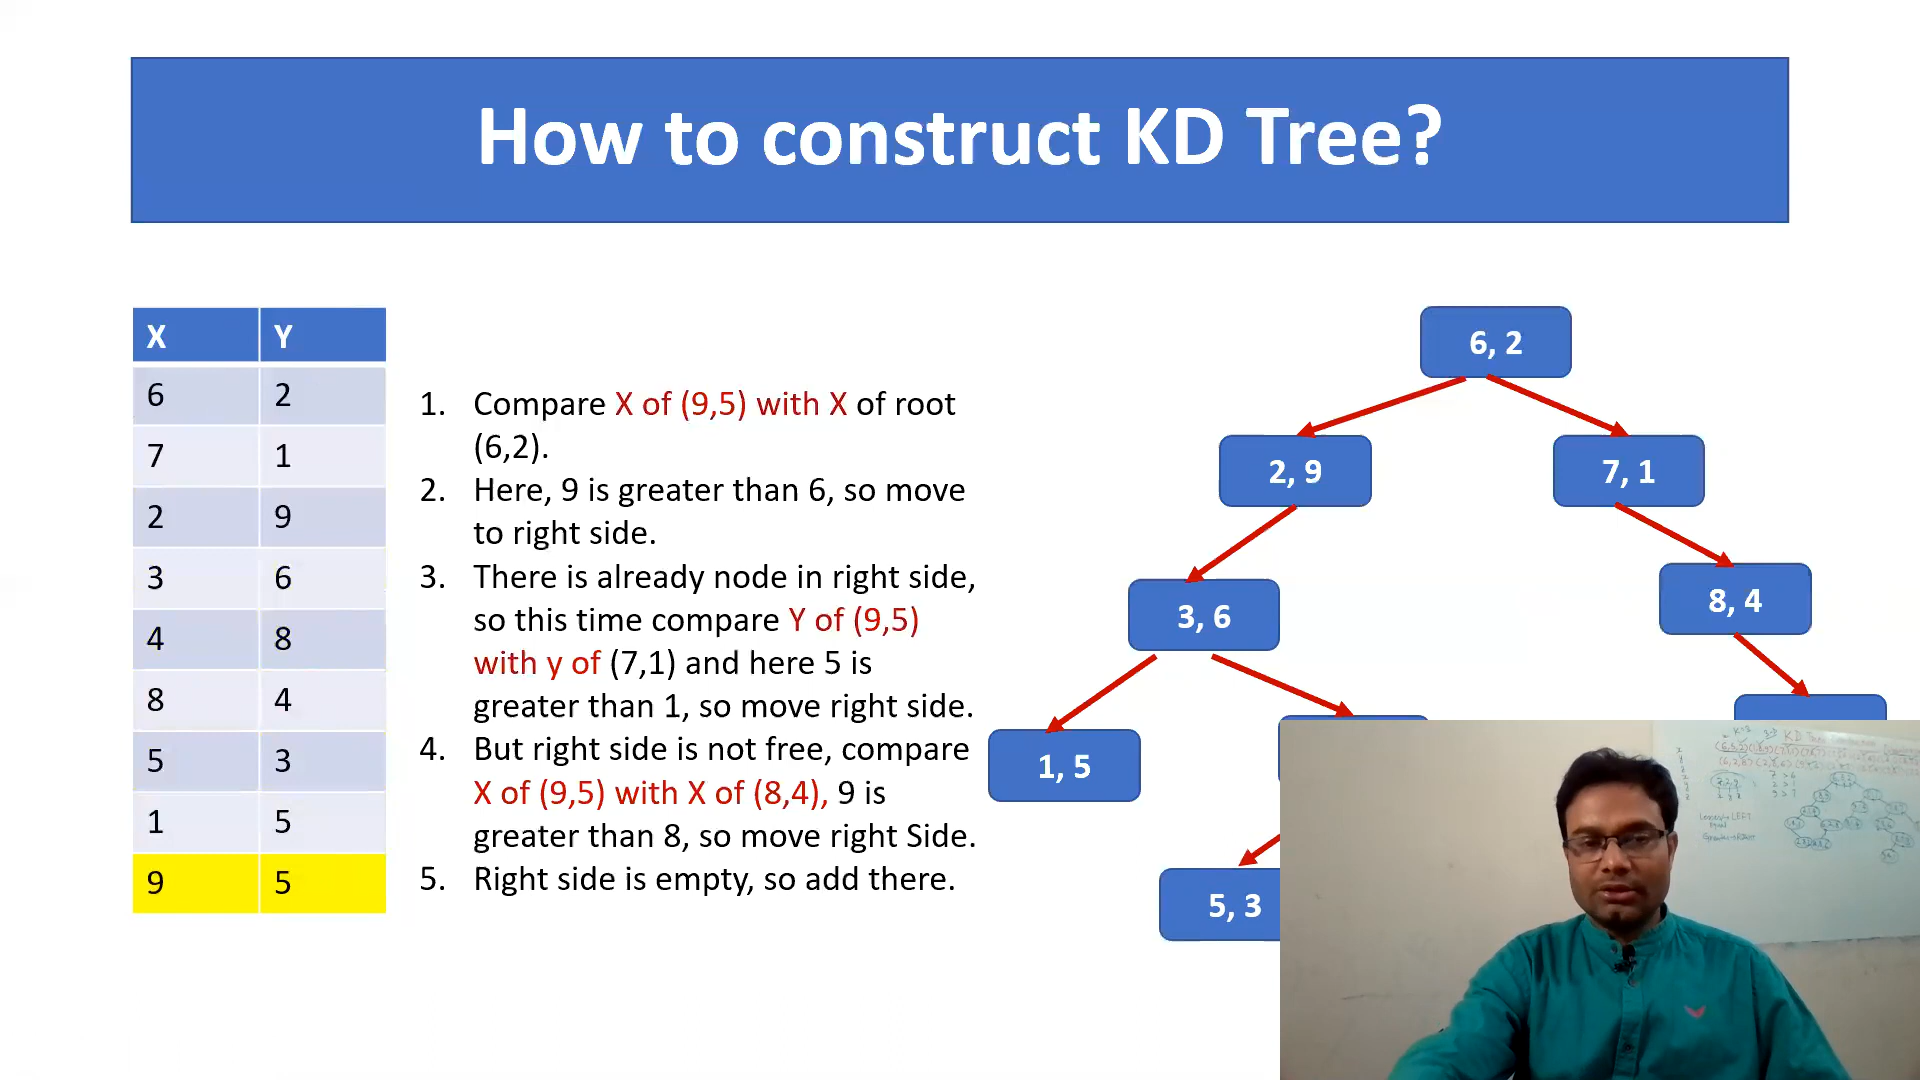 How to construct KD Tree?
X Y
6 2
7 1
2 9
3 6
4 8
8 4
5 3
1 5
9 5
1. Compare X of (9,5) with X of root
(6,2).
2. Here, 9 is greater than 6, so move
to right side.
3. There is already node in right side,
so this time compare Y of (9,5)
with y of (7,1) and here 5 is
greater than 1, so move right side.
4. But right side is not free, compare
X of (9,5) with X of (8,4), 9 is
greater than 8, so move right Side.
5. Right side is empty, so add there.
6, 2
2, 9
7, 1
3, 6
8, 4
1, 5
5, 3
KD Tree